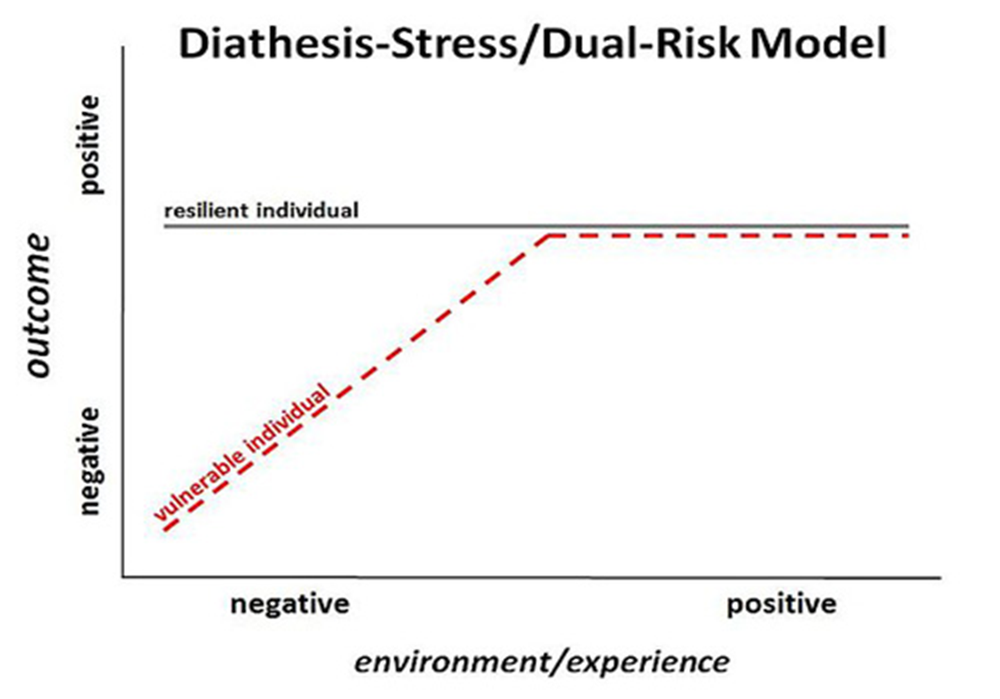 Diathesis-Stress/Dual-Risk Model
positive
outcome
negative
resilient individual
vulnerable individual
negative
positive
environment/experience